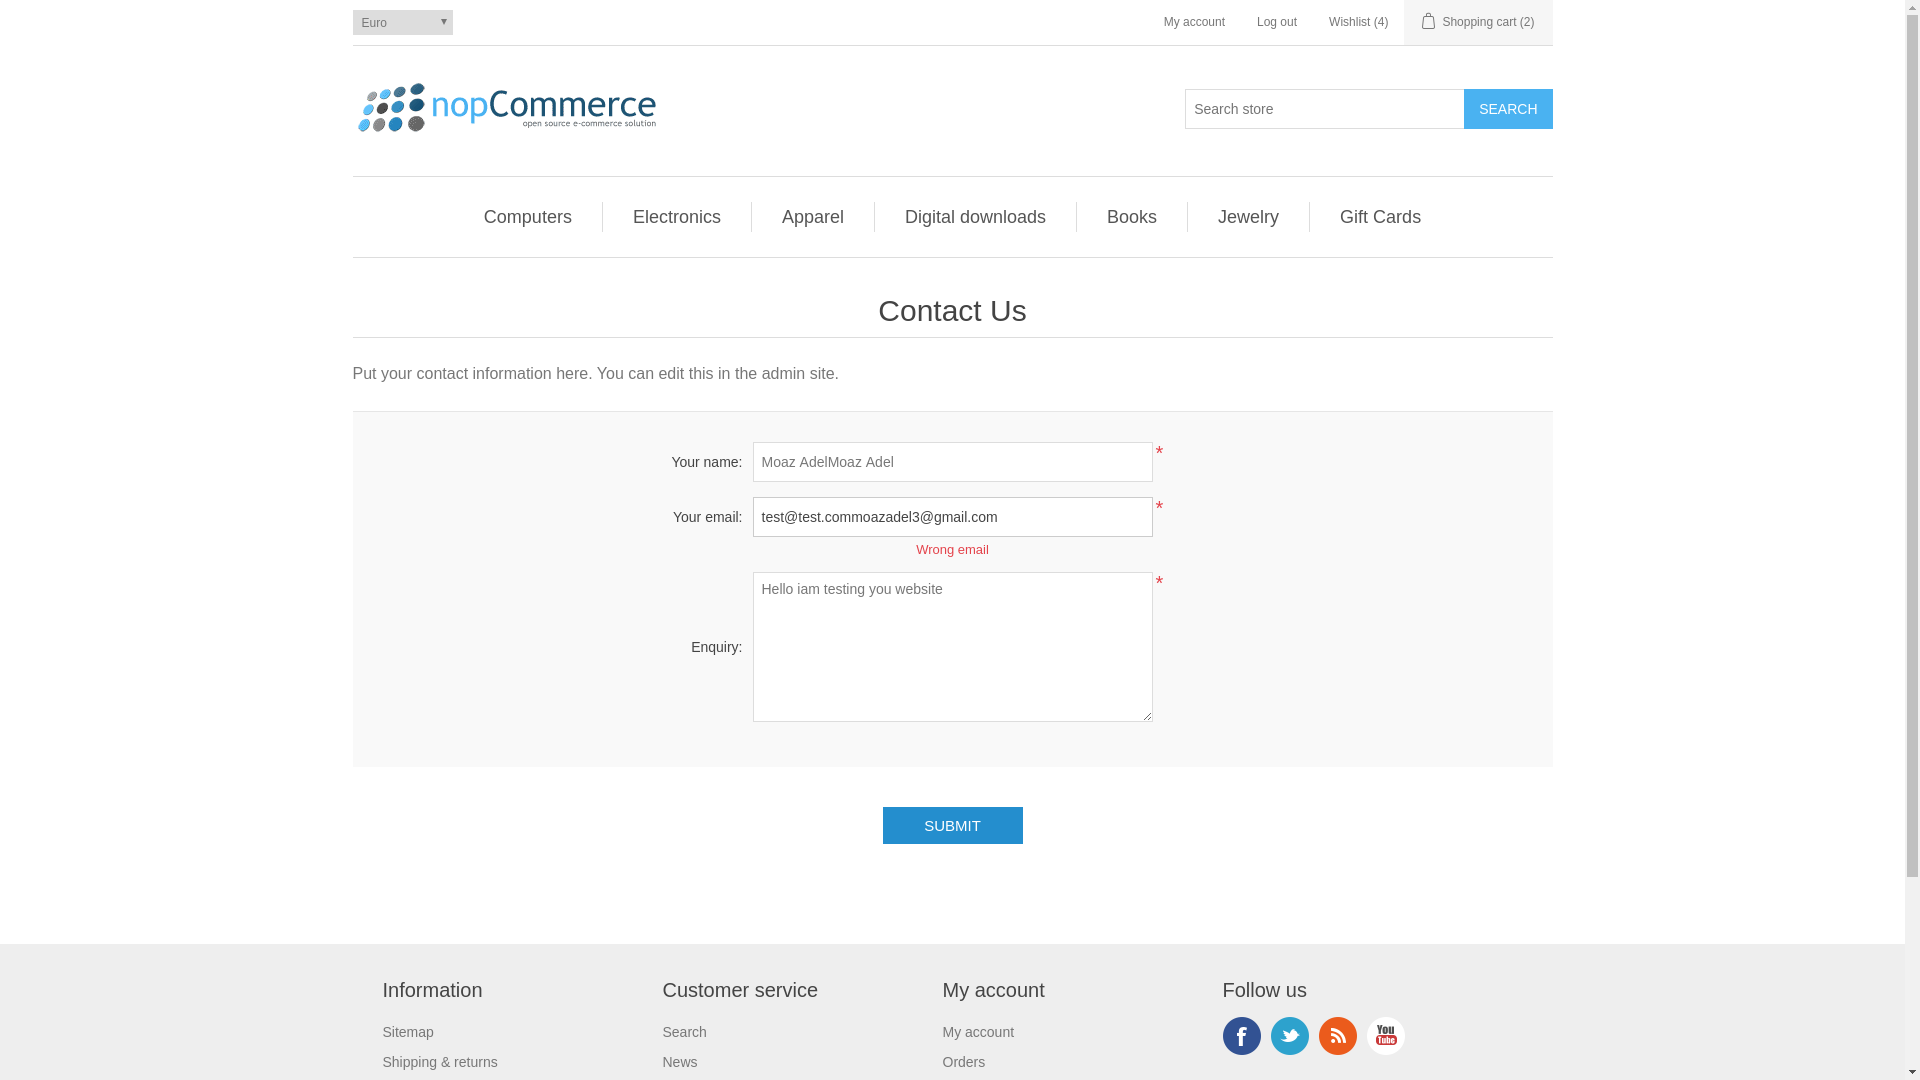 Euro
My account
Log out
Wishlist (4)
Shopping cart (2)
nopCommerce
open source e-commerce solution
Search store
SEARCH
Computers
Electronics
Apparel
Digital downloads
Books
Jewelry
Gift Cards
Contact Us
Put your contact information here. You can edit this in the admin site.
Your name:
Moaz AdelMoaz Adel
*
Your email:
test@test.commoazadel3@gmail.com
*
Wrong email
Enquiry:
Hello iam testing you website
*
SUBMIT
Information
Sitemap
Shipping & returns
Customer service
Search
News
My account
My account
Orders
Follow us
f
You
Tube